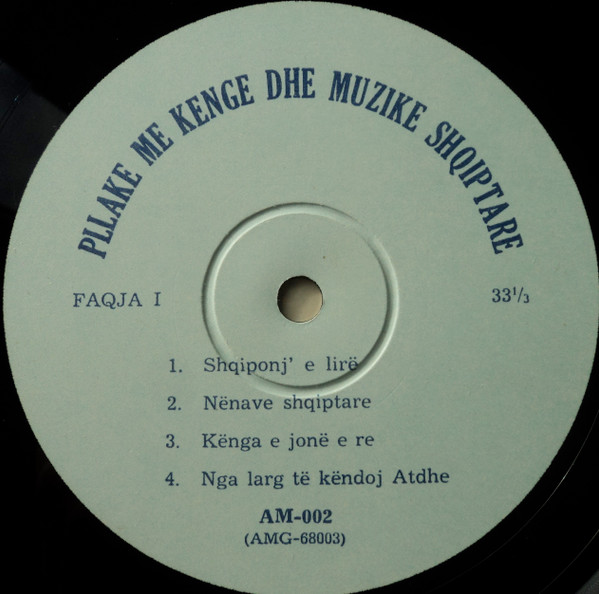 PLLAKE ME KENGE DHE MUZIKE SHQIPTARE
FAQJA I
33⅓
1. Shqiponj' e lirë
2. Nënave shqiptare
3. Kënga e jonë e re
4. Nga larg të këndoj Atdhe
AM-002
(AMG-68003)